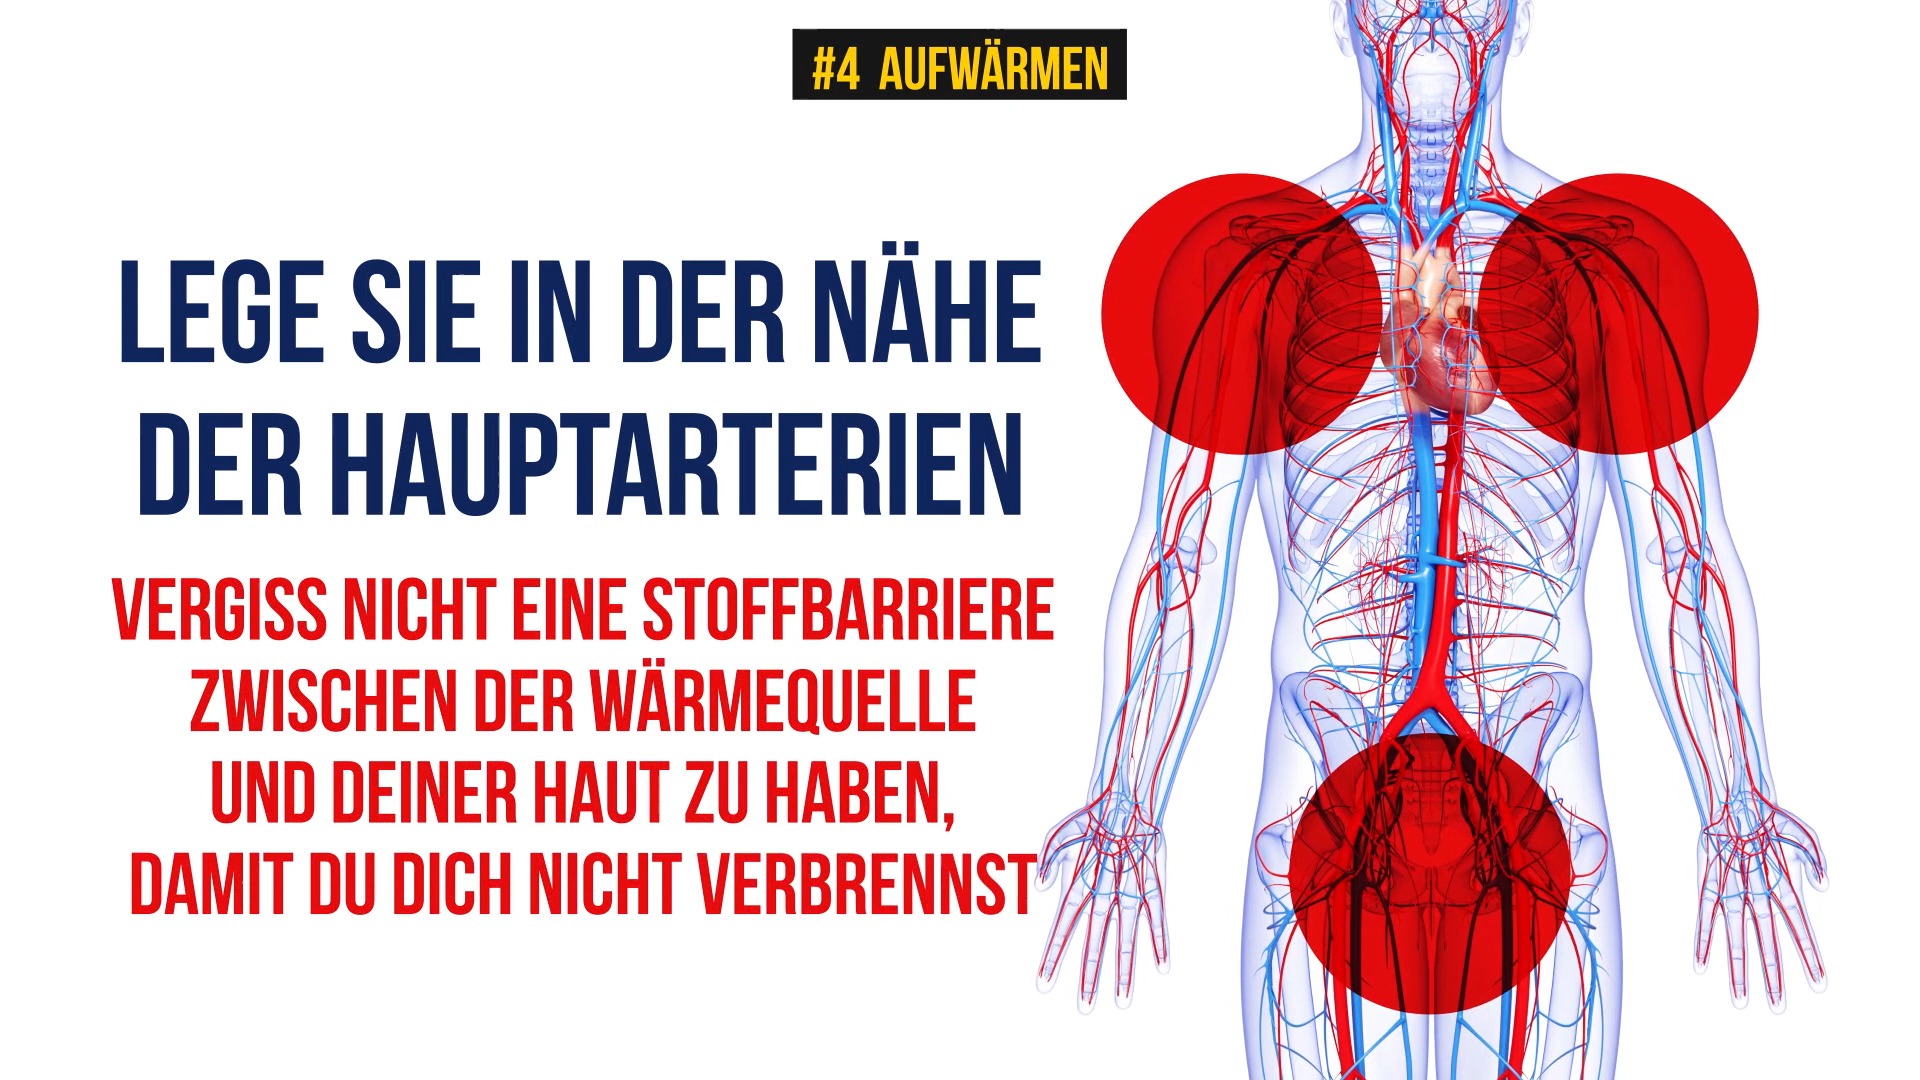 #4 AUFWÄRMEN
LEGE SIE IN DER NÄHE
DER HAUPTARTERIEN
VERGISS NICHT EINE STOFFBARRIERE
ZWISCHEN DER WÄRMEQUELLE
UND DEINER HAUT ZU HABEN,
DAMIT DU DICH NICHT VERBRENNST